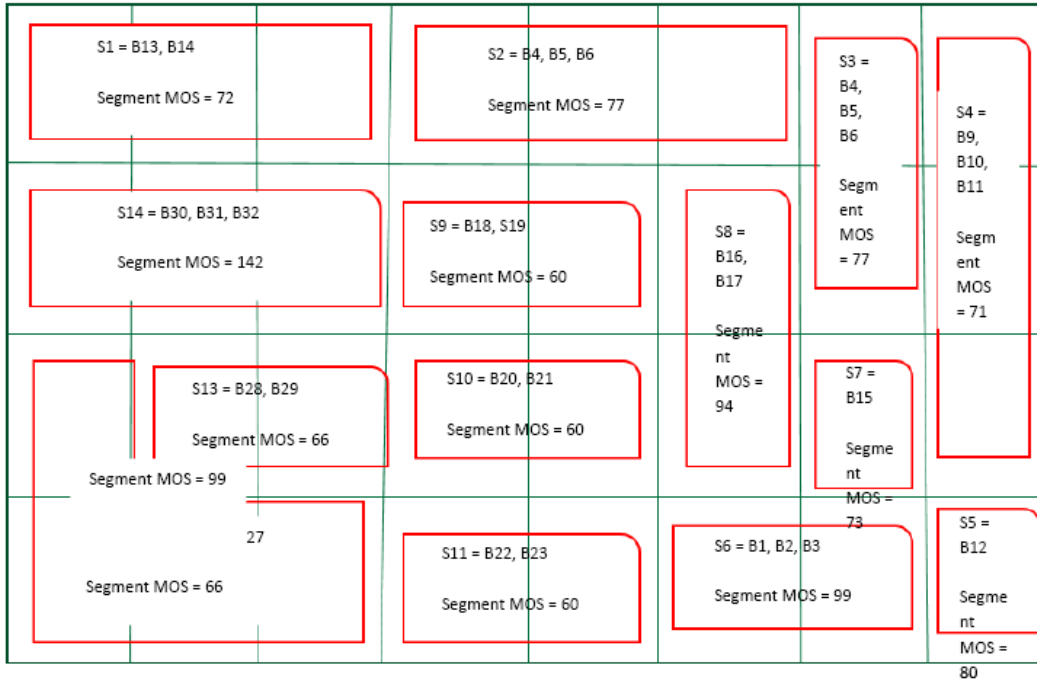 S1 = B13, B14
Segment MOS = 72
S2 = B4, B5, B6
Segment MOS = 77
S3 =
B4,
B5,
B6
Segm
ent
MOS
= 77
S4 =
B9,
B10,
B11
Segm
ent
MOS
= 71
S14 = B30, B31, B32
Segment MOS = 142
S9 = B18, S19
Segment MOS = 60
S8 =
B16,
B17
Segme
nt
MOS =
94
S13 = B28, B29
Segment MOS = 66
S10 = B20, B21
Segment MOS = 60
S7 =
B15
Segme
nt
MOS =
73
Segment MOS = 99
27
Segment MOS = 66
S11 = B22, B23
Segment MOS = 60
S6 = B1, B2, B3
Segment MOS = 99
S5 =
B12
Segme
nt
MOS =
80